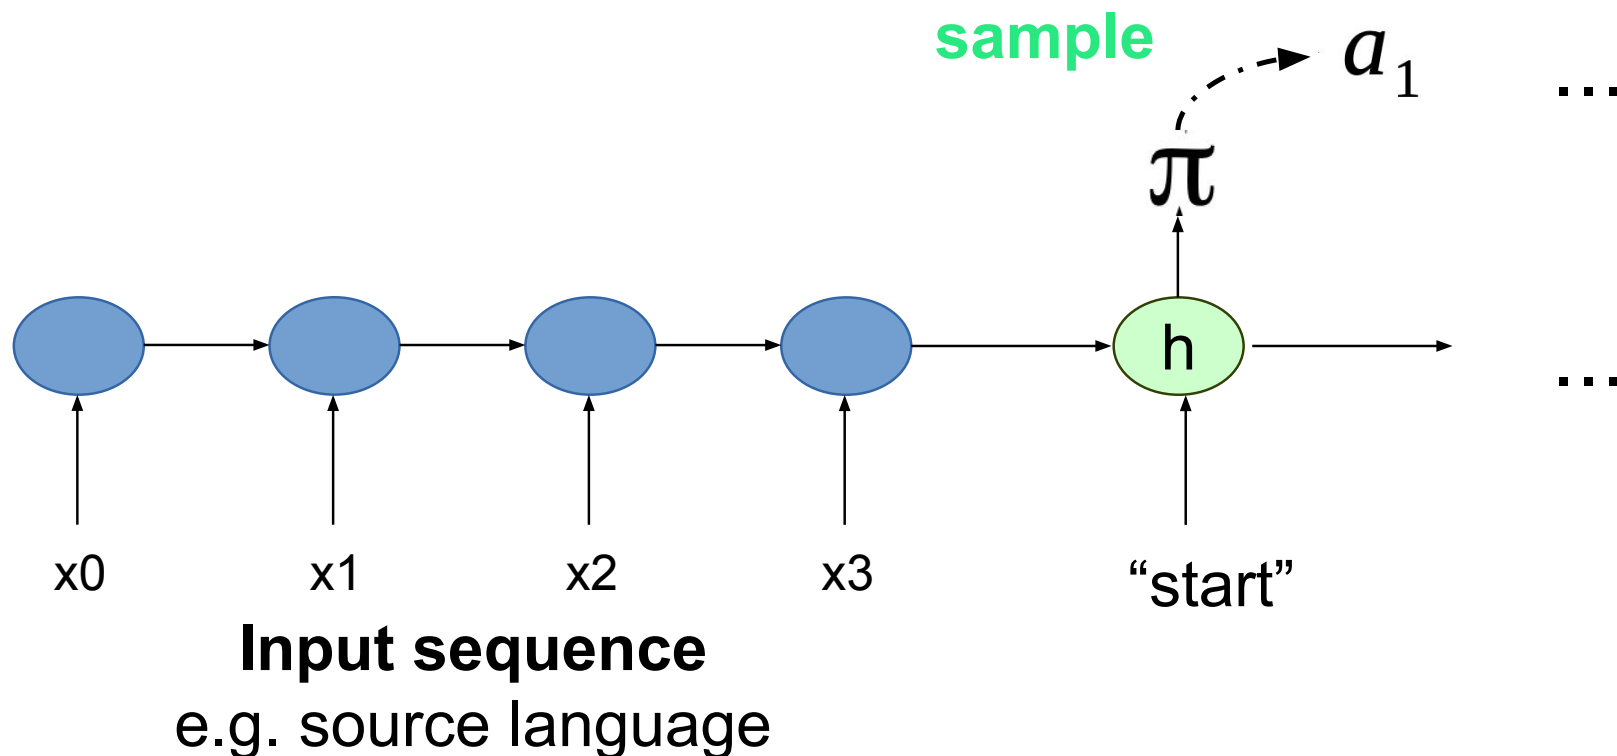 sample
a1
...
π
h
...
x0
x1
x2
x3
“start”
Input sequence
e.g. source language